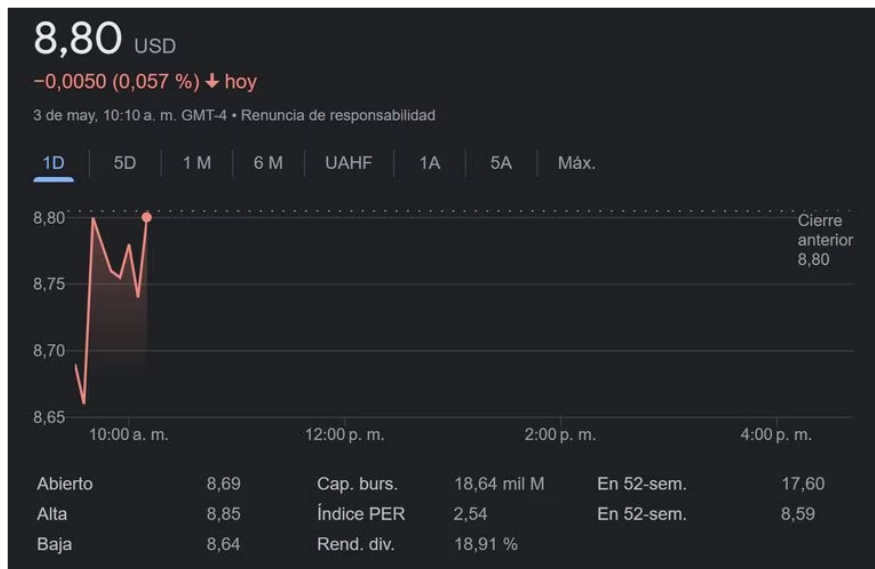 8,80 USD
−0,0050 (0,057 %) ↓ hoy
3 de may, 10:10 a. m. GMT-4 • Renuncia de responsabilidad
1D 5D 1 M 6 M UAHF 1A 5A Máx.
8,80
Cierre
anterior
8,80
8,75
8,70
8,65
10:00 a. m. 12:00 p. m. 2:00 p. m. 4:00 p. m.
Abierto 8,69 Cap. burs. 18,64 mil M En 52-sem. 17,60
Alta 8,85 Índice PER 2,54 En 52-sem. 8,59
Baja 8,64 Rend. div. 18,91 %